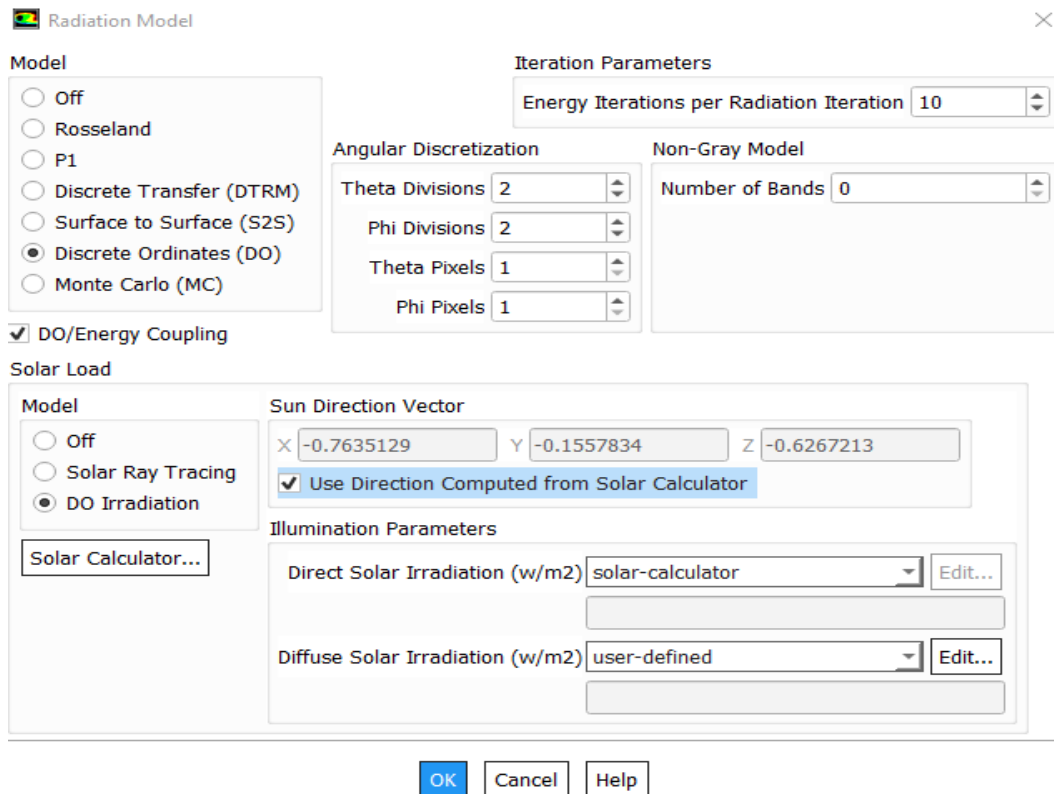 Radiation Model
Model
Off
Rosseland
P1
Discrete Transfer (DTRM)
Surface to Surface (S2S)
Discrete Ordinates (DO)
Monte Carlo (MC)
DO/Energy Coupling
Iteration Parameters
Energy Iterations per Radiation Iteration 10
Angular Discretization
Theta Divisions 2
Phi Divisions 2
Theta Pixels 1
Phi Pixels 1
Non-Gray Model
Number of Bands 0
Solar Load
Model
Off
Solar Ray Tracing
DO Irradiation
Solar Calculator...
Sun Direction Vector
X -0.7635129 Y -0.1557834 Z -0.6267213
Use Direction Computed from Solar Calculator
Illumination Parameters
Direct Solar Irradiation (w/m2) solar-calculator Edit...
Diffuse Solar Irradiation (w/m2) user-defined Edit...
OK Cancel Help